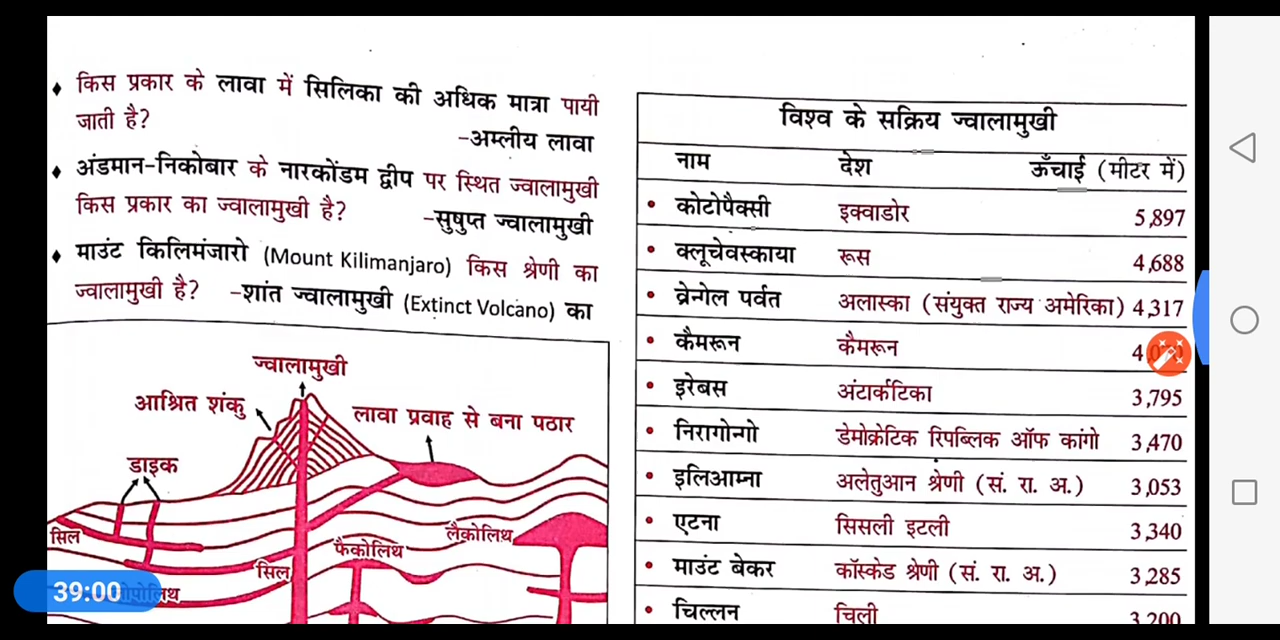 ♦ किस प्रकार के लावा में सिलिका की अधिक मात्रा पायी
जाती है?
-अम्लीय लावा
♦ अंडमान-निकोबार के नारकोंडम द्वीप पर स्थित ज्वालामुखी
किस प्रकार का ज्वालामुखी है? -सुषुप्त ज्वालामुखी
♦ माउंट किलिमंजारो (Mount Kilimanjaro) किस श्रेणी का
ज्वालामुखी है? -शांत ज्वालामुखी (Extinct Volcano) का
ज्वालामुखी
आश्रित शंकु
लावा प्रवाह से बना पठार
डाइक
सिल
सिल
फैकोलिथ
लैकोलिथ
39:00
विश्व के सक्रिय ज्वालामुखी
नाम देश ऊँचाई (मीटर में)
• कोटोपैक्सी इक्वाडोर 5,897
• क्लूचेवस्काया रूस 4,688
• व्रेन्गेल पर्वत अलास्का (संयुक्त राज्य अमेरिका) 4,317
• कैमरून कैमरून
• इरेबस अंटार्कटिका 3,795
• निरागोन्गो डेमोक्रेटिक रिपब्लिक ऑफ कांगो 3,470
• इलिआम्ना अलेतुआन श्रेणी (सं. रा. अ.) 3,053
• एटना सिसली इटली 3,340
• माउंट बेकर कॉस्केड श्रेणी (सं. रा. अ.) 3,285
• चिल्लन चिली 3,200